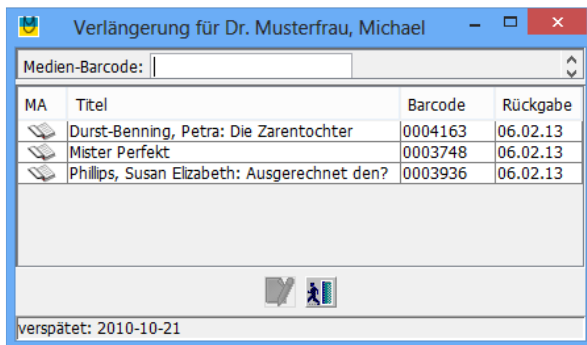 Verlängerung für Dr. Musterfrau, Michael
Medien-Barcode:
MA Titel Barcode Rückgabe
Durst-Benning, Petra: Die Zarentochter 0004163 06.02.13
Mister Perfekt 0003748 06.02.13
Phillips, Susan Elizabeth: Ausgerechnet den? 0003936 06.02.13
verspätet: 2010-10-21